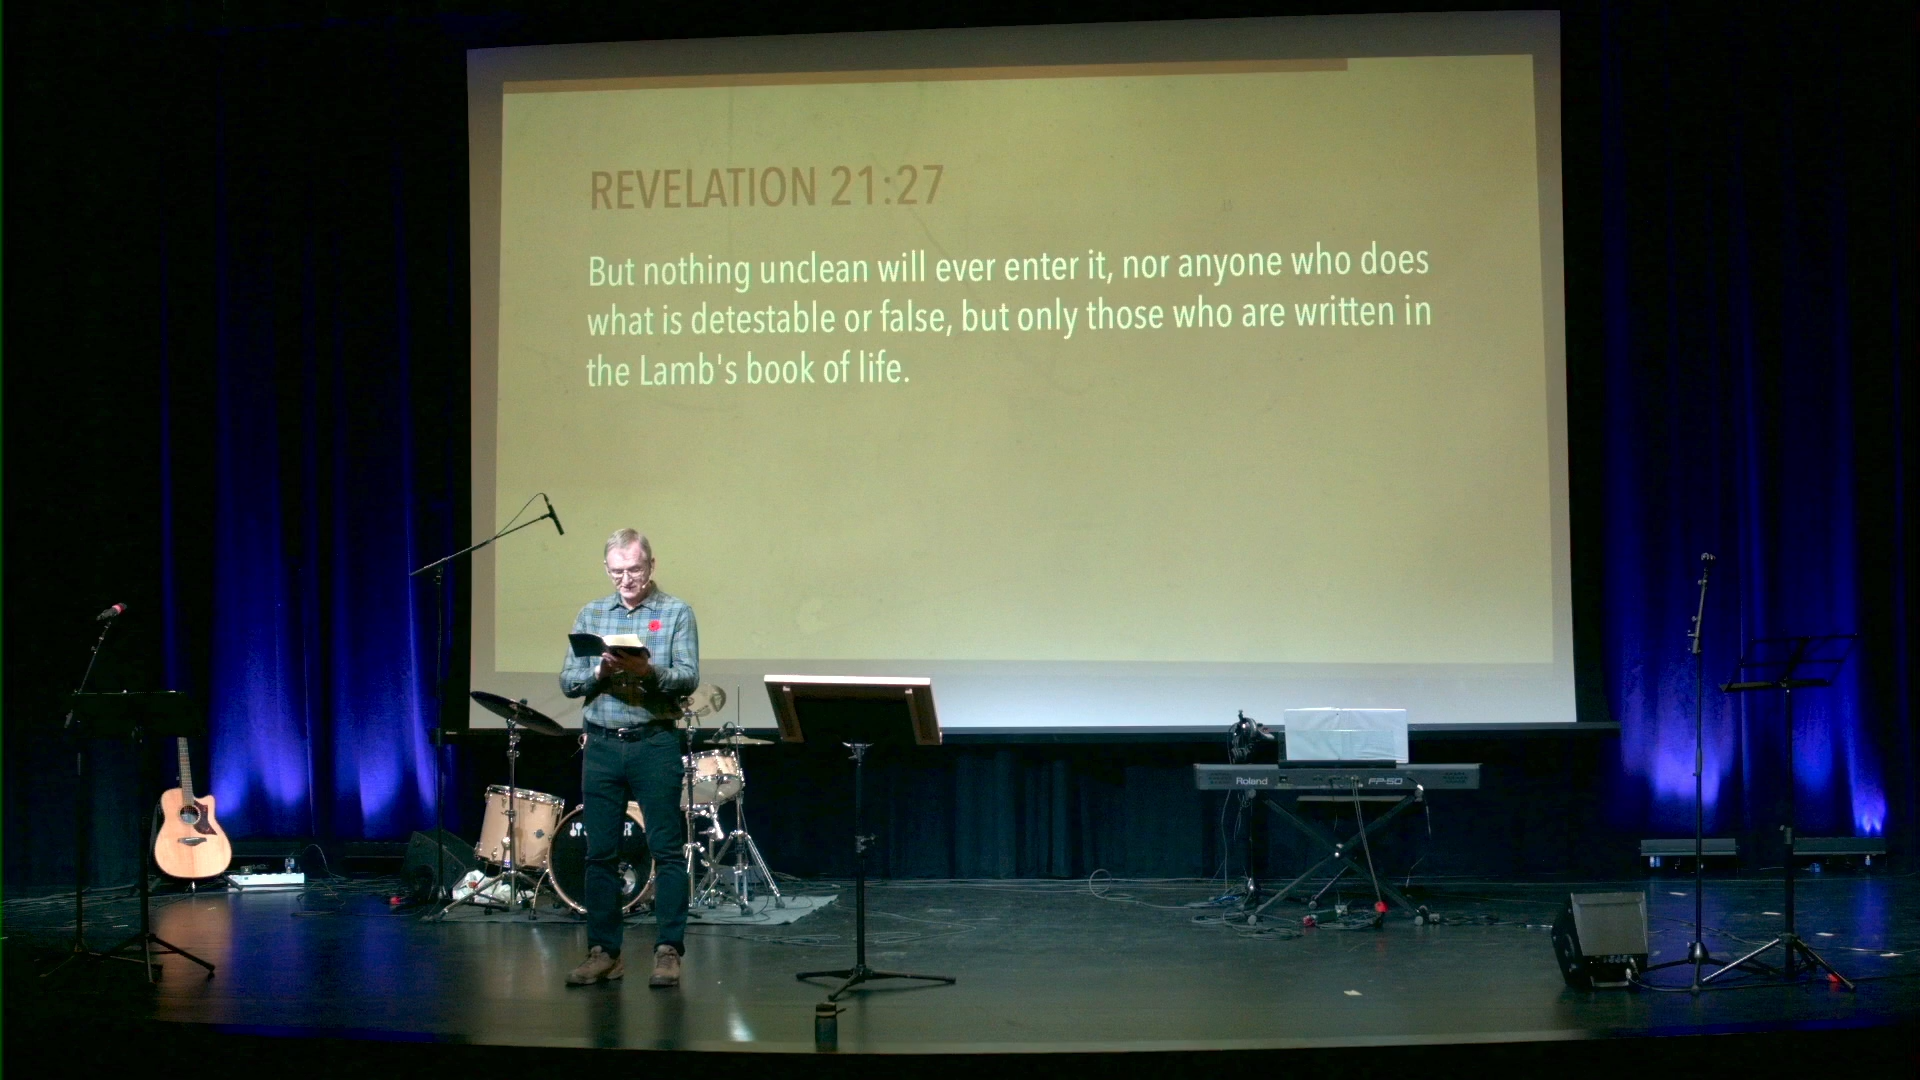 REVELATION 21:27
But nothing unclean will ever enter it, nor anyone who does
what is detestable or false, but only those who are written in
the Lamb's book of life.
Roland FP-50